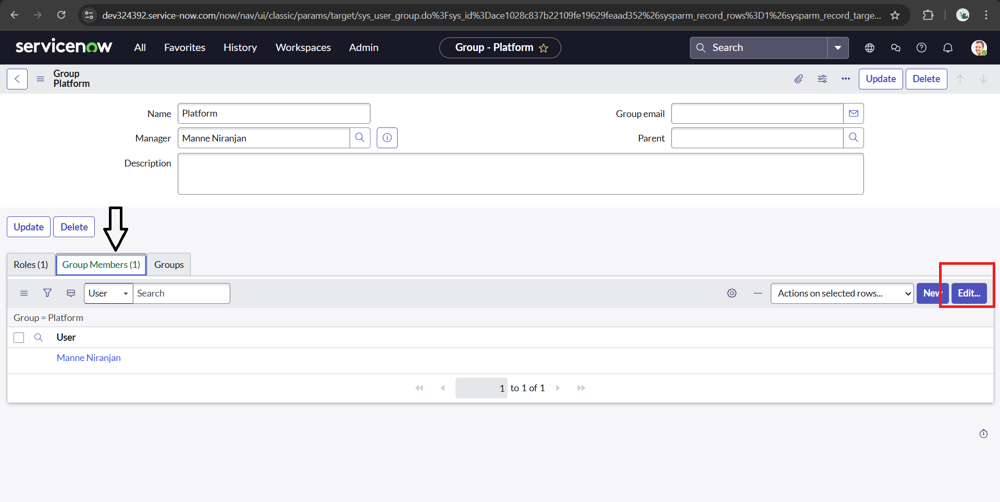 dev324392.service-now.com/now/nav/ui/classic/params/target/sys_user_group.do%3Fsys_id%3Dace1028c837b22109fe19629feaad352%26sysparm_record_rows%3D1%26sysparm_record_targe...
servicenow All Favorites History Workspaces Admin Group - Platform Search
Group
Platform
Update Delete
Name Platform Group email
Manager Manne Niranjan Parent
Description
Update Delete
Roles (1) Group Members (1) Groups
User Search Actions on selected rows... New Edit...
Group = Platform
User
Manne Niranjan
1 to 1 of 1